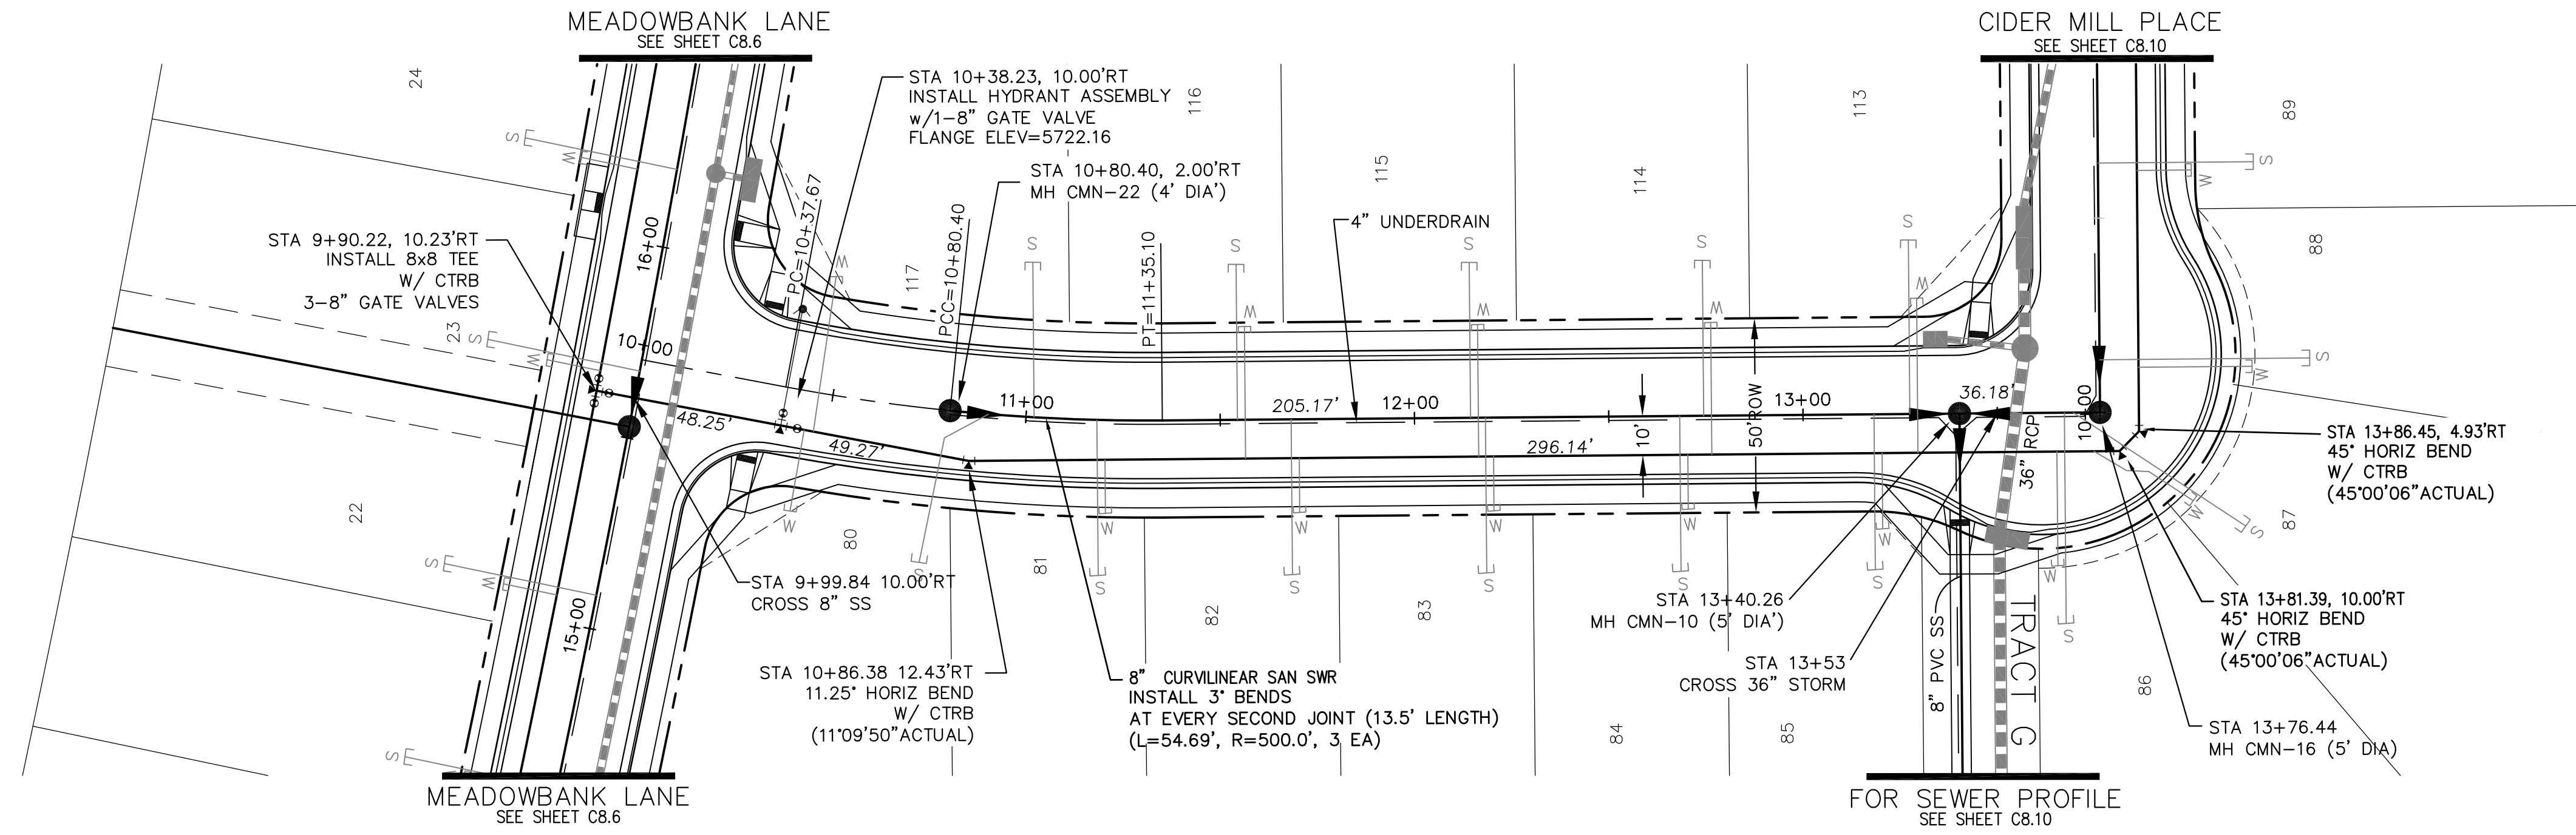 MEADOWBANK LANE
SEE SHEET C8.6
CIDER MILL PLACE
SEE SHEET C8.10
24
STA 10+38.23, 10.00'RT
INSTALL HYDRANT ASSEMBLY
w/1-8" GATE VALVE
FLANGE ELEV=5722.16
116
113
89
S
W
STA 10+80.40, 2.00'RT
MH CMN-22 (4' DIA')
115
114
S
W
PC=10+37.67
PCC=10+80.40
PT=11+35.10
4" UNDERDRAIN
16+00
STA 9+90.22, 10.23'RT
INSTALL 8x8 TEE
W/ CTRB
3-8" GATE VALVES
117
W
S
S
W
S
W
S
W
S
W
88
23
S
W
10+00
48.25'
49.27'
11+00
205.17'
12+00
13+00
36.18'
10+00
S
W
10'
50'ROW
296.14'
36" RCP
STA 13+86.45, 4.93'RT
45° HORIZ BEND
W/ CTRB
(45°00'06"ACTUAL)
22
W
80
S
81
W
S
W
S
W
S
W
S
W
S
W
S
W
S
87
S
W
15+00
STA 9+99.84 10.00'RT
CROSS 8" SS
82
83
STA 13+40.26
MH CMN-10 (5' DIA')
STA 13+81.39, 10.00'RT
45° HORIZ BEND
W/ CTRB
(45°00'06"ACTUAL)
STA 10+86.38 12.43'RT
11.25° HORIZ BEND
W/ CTRB
(11°09'50"ACTUAL)
8" CURVILINEAR SAN SWR
INSTALL 3° BENDS
AT EVERY SECOND JOINT (13.5' LENGTH)
(L=54.69', R=500.0', 3 EA)
STA 13+53
CROSS 36" STORM
8" PVC SS
TRACT G
86
84
85
STA 13+76.44
MH CMN-16 (5' DIA)
S
MEADOWBANK LANE
SEE SHEET C8.6
FOR SEWER PROFILE
SEE SHEET C8.10